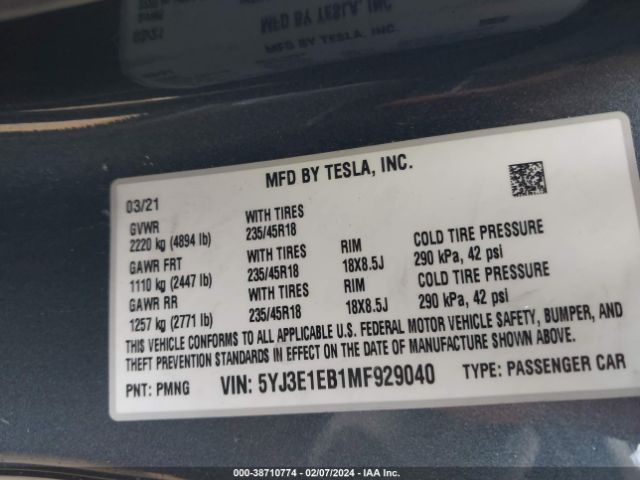 MFD BY TESLA, INC.
03/21
GVWR
2220 kg (4894 lb)
WITH TIRES
235/45R18
GAWR FRT
1110 kg (2447 lb)
WITH TIRES
235/45R18
RIM
18X8.5J
COLD TIRE PRESSURE
290 kPa, 42 psi
GAWR RR
1257 kg (2771 lb)
WITH TIRES
235/45R18
RIM
18X8.5J
COLD TIRE PRESSURE
290 kPa, 42 psi
THIS VEHICLE CONFORMS TO ALL APPLICABLE U.S. FEDERAL MOTOR VEHICLE SAFETY, BUMPER, AND
THEFT PREVENTION STANDARDS IN EFFECT ON THE DATE OF MANUFACTURE SHOWN ABOVE.
PNT: PMNG VIN: 5YJ3E1EB1MF929040 TYPE: PASSENGER CAR
000-38710774 - 02/07/2024 - IAA Inc.